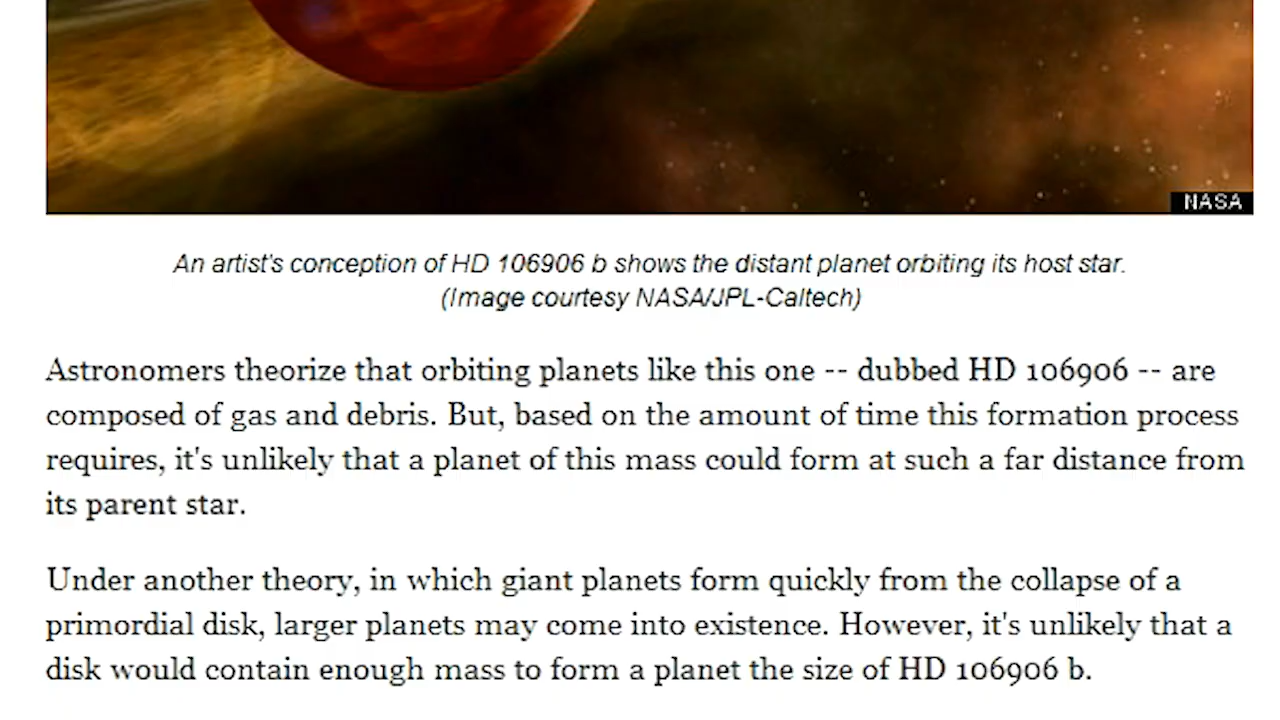 NASA
An artist's conception of HD 106906 b shows the distant planet orbiting its host star.
(Image courtesy NASA/JPL-Caltech)
Astronomers theorize that orbiting planets like this one -- dubbed HD 106906 -- are
composed of gas and debris. But, based on the amount of time this formation process
requires, it's unlikely that a planet of this mass could form at such a far distance from
its parent star.
Under another theory, in which giant planets form quickly from the collapse of a
primordial disk, larger planets may come into existence. However, it's unlikely that a
disk would contain enough mass to form a planet the size of HD 106906 b.